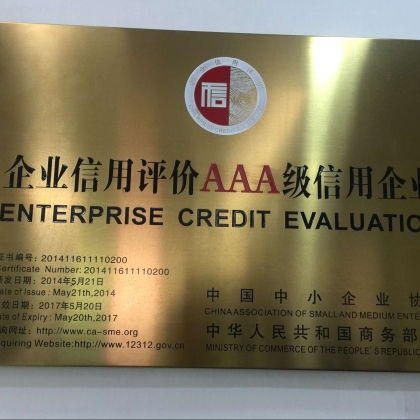 信
企业信用评价AAA级信用企
ENTERPRISE CREDIT EVALUATIO
证书编号: 201411611110200
Certificate Number: 201411611110200
颁发日期: 2014年5月21日
Date of Issue: May21th,2014
有效日期: 2017年5月20日
Date of Expiry: May20th,2017
查询网址: http://www.ca-sme.org
Inquiring Website:http://www.12312.gov.cn
中国中小企业协
CHINA ASSOCIATION OF SMALL AND MEDIUM ENTE
中华人民共和国商务部
MINISTRY OF COMMERCE OF THE PEOPLE'S REPUBLIC